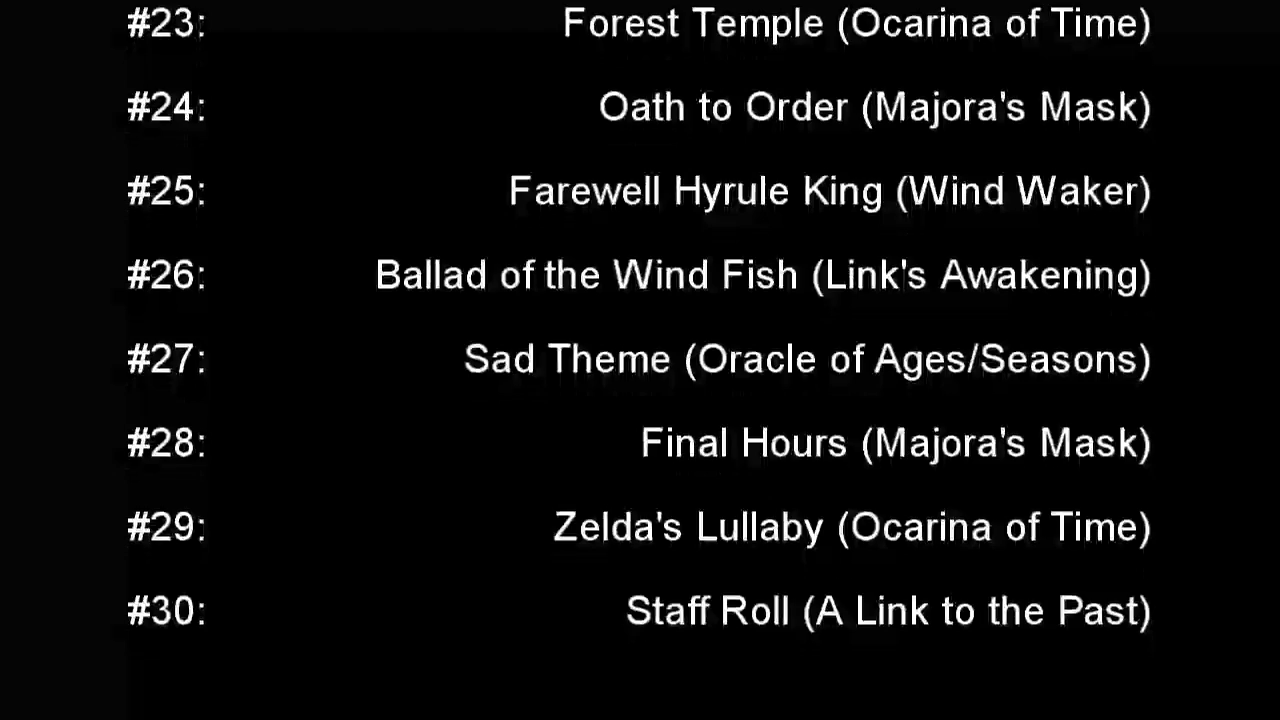 #23: Forest Temple (Ocarina of Time)
#24: Oath to Order (Majora's Mask)
#25: Farewell Hyrule King (Wind Waker)
#26: Ballad of the Wind Fish (Link's Awakening)
#27: Sad Theme (Oracle of Ages/Seasons)
#28: Final Hours (Majora's Mask)
#29: Zelda's Lullaby (Ocarina of Time)
#30: Staff Roll (A Link to the Past)